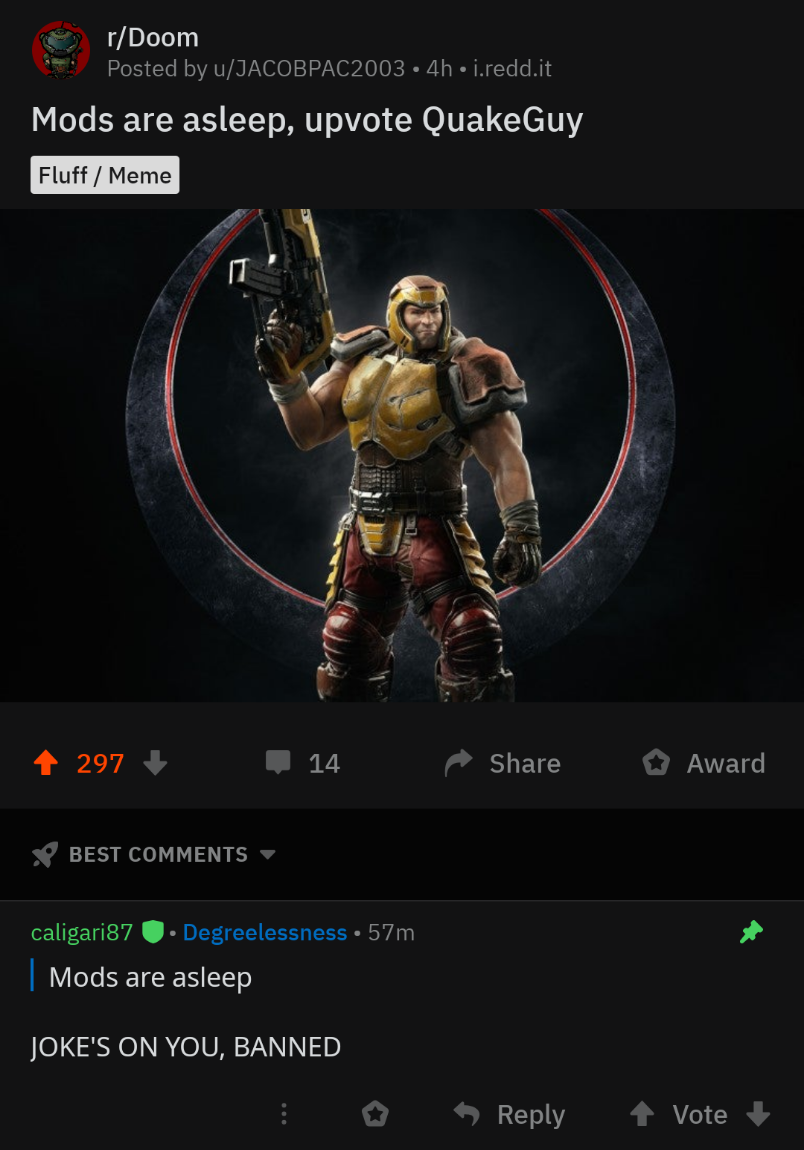 r/Doom
Posted by u/JACOBPAC2003 • 4h • i.redd.it
Mods are asleep, upvote QuakeGuy
Fluff / Meme
297
14
Share
Award
BEST COMMENTS
caligari87 • Degreelessness • 57m
Mods are asleep
JOKE'S ON YOU, BANNED
Reply
Vote